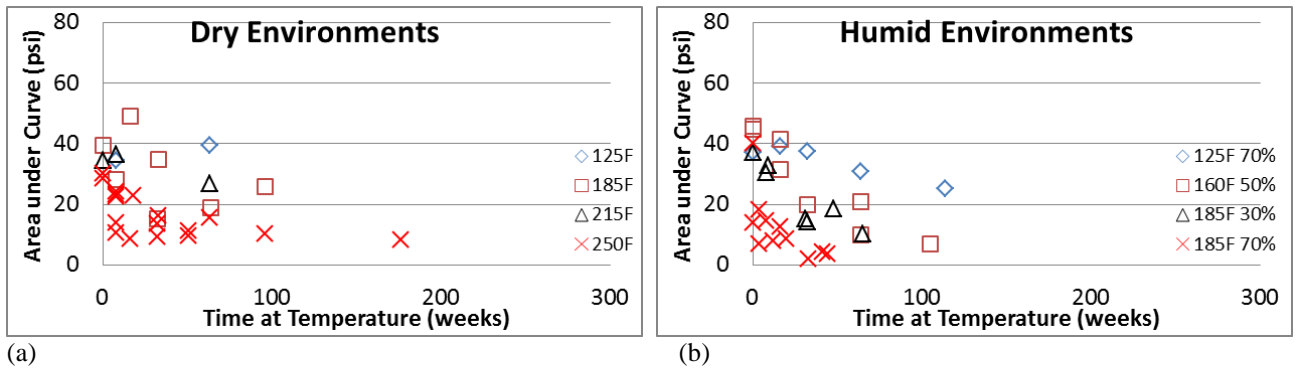 Dry Environments
Area under Curve (psi)
80
60
40
20
0
0 100 200 300
Time at Temperature (weeks)
125F
185F
215F
250F
(a)
Humid Environments
Area under Curve (psi)
80
60
40
20
0
0 100 200 300
Time at Temperature (weeks)
125F 70%
160F 50%
185F 30%
185F 70%
(b)